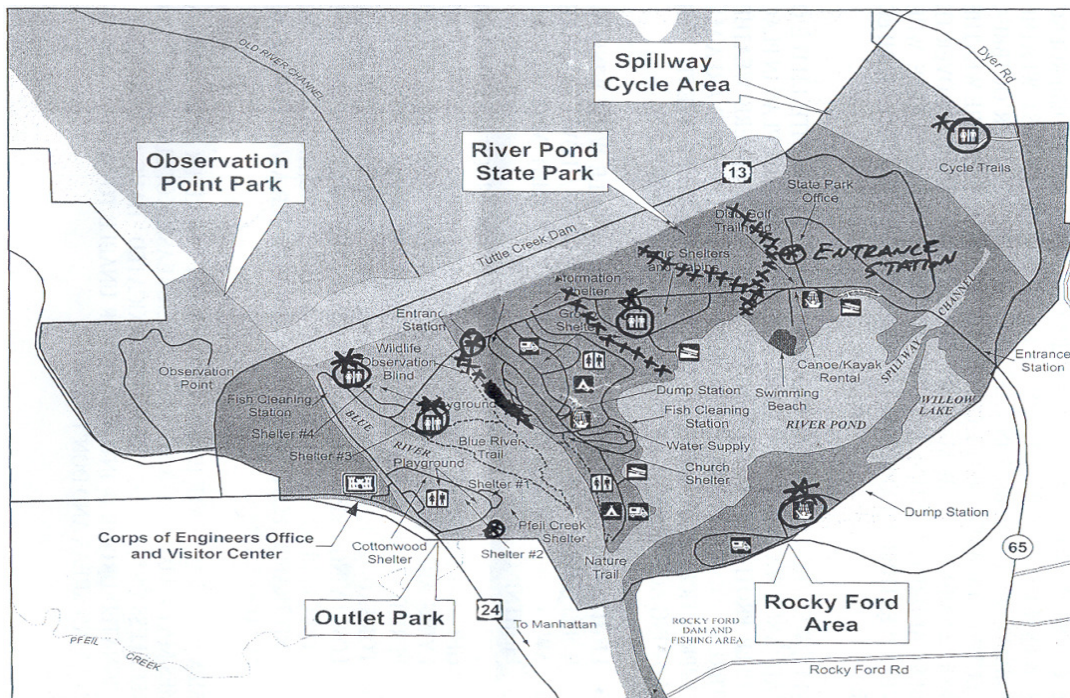 OLD RIVER CHANNEL
Spillway
Cycle Area
Dyer Rd
Observation
Point Park
River Pond
State Park
13
Cycle Trails
State Park
Office
Tuttle Creek Dam
ENTRANCE
STATION
Shelters
Entrance
Station
Wildlife
Observation
Blind
Observation
Point
Fish Cleaning
Station
Shelter #4
Shelter #3
BLUE
RIVER
Blue River
Trail
Playground
Shelter #1
Dump Station
Fish Cleaning
Station
Water Supply
Church
Shelter
Swimming
Beach
Canoe/Kayak
Rental
RIVER POND
SPILLWAY
CHANNEL
WILLOW
LAKE
Entrance
Station
Corps of Engineers Office
and Visitor Center
Cottonwood
Shelter
Pfeil Creek
Shelter
Shelter #2
Nature
Trail
Dump Station
65
Outlet Park
24
To Manhattan
Rocky Ford
Area
ROCKY FORD
DAM AND
FISHING AREA
Rocky Ford Rd
PFEIL
CREEK